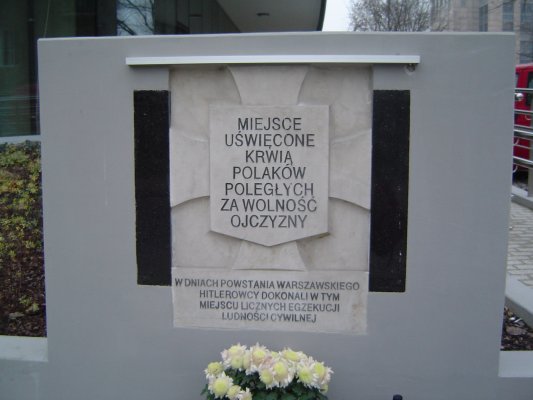 MIEJSCE
UŚWIĘCONE
KRWIĄ
POLAKÓW
POLEGŁYCH
ZA WOLNOŚĆ
OJCZYZNY
W DNIACH POWSTANIA WARSZAWSKIEGO
HITLEROWCY DOKONALI W TYM
MIEJSCU LICZNYCH EGZEKUCJI
LUDNOŚCI CYWILNEJ